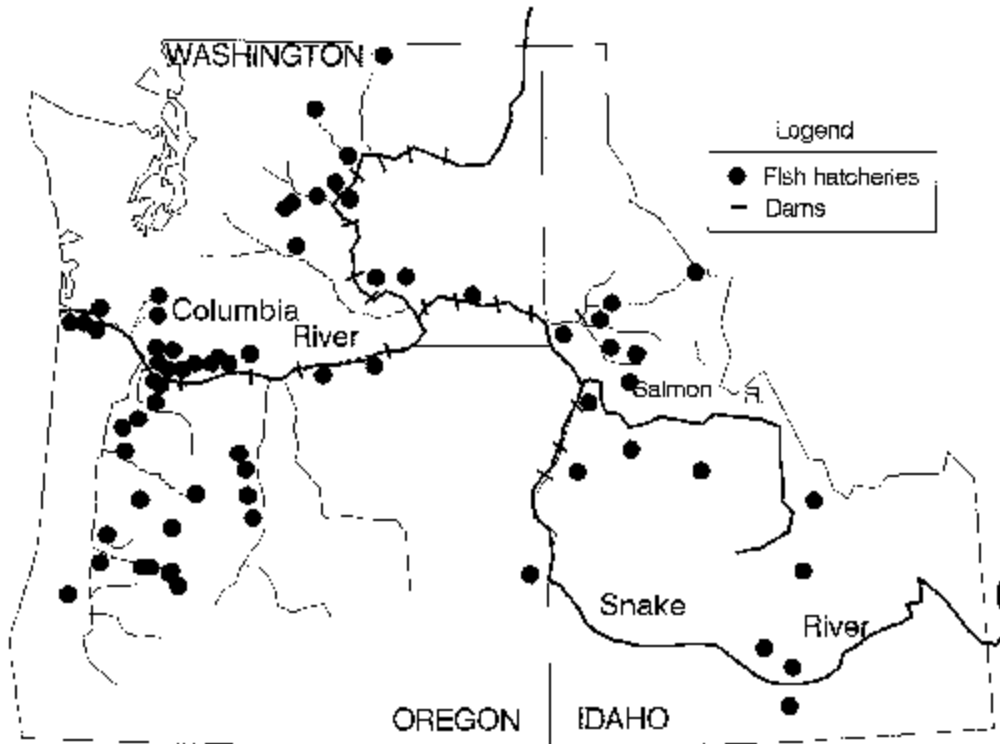 WASHINGTON
Legend
Fish hatcheries
Dams
Columbia
River
Salmon R.
Snake
River
OREGON
IDAHO